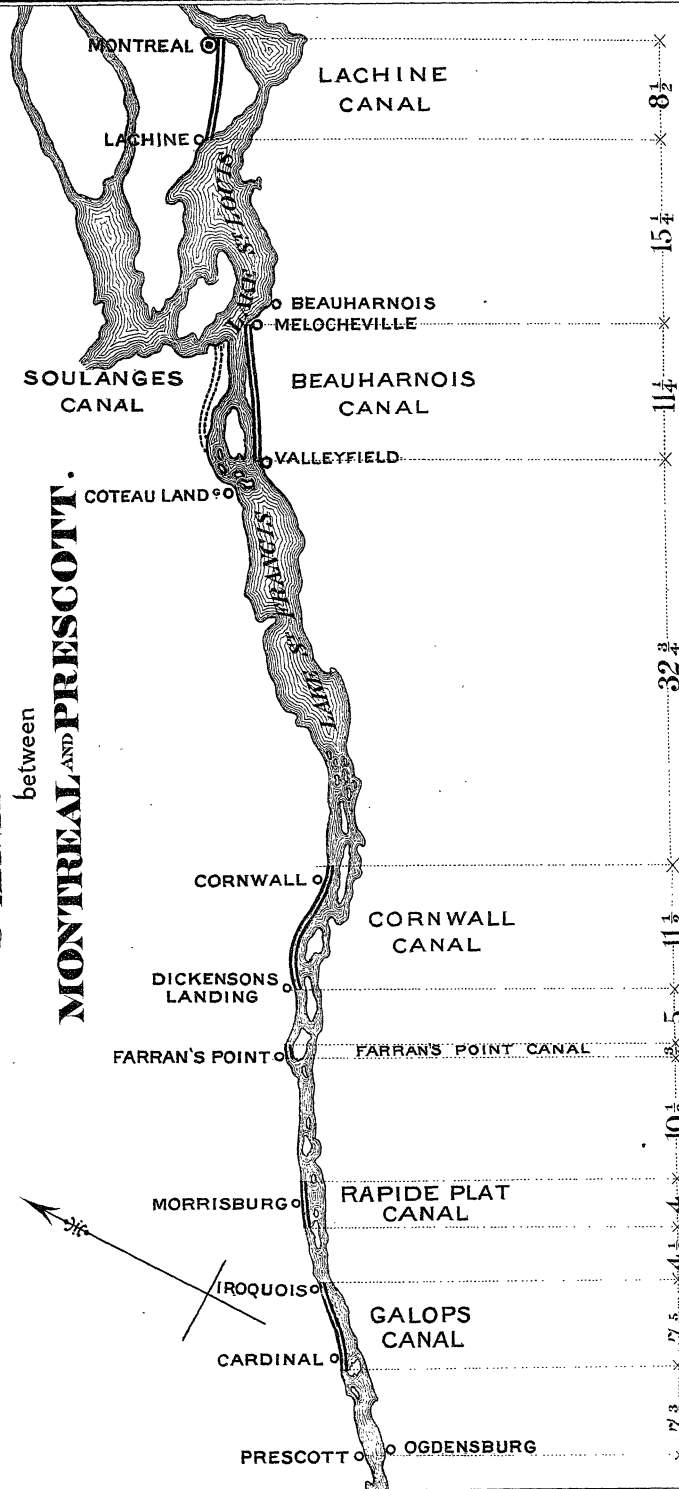 MONTREAL
LACHINE
CANAL
8½
LACHINE
LAKE St LOUIS
15¼
BEAUHARNOIS
MELOCHEVILLE
SOULANGES
CANAL
BEAUHARNOIS
CANAL
11¼
VALLEYFIELD
COTEAU LANDG
LAKE St FRANCIS
32¾
between
MONTREAL AND PRESCOTT.
CORNWALL
CORNWALL
CANAL
11½
DICKENSONS
LANDING
5
FARRAN'S POINT
FARRAN'S POINT CANAL
RAPIDE PLAT
CANAL
MORRISBURG
4
IROQUOIS
GALOPS
CANAL
CARDINAL
PRESCOTT
OGDENSBURG